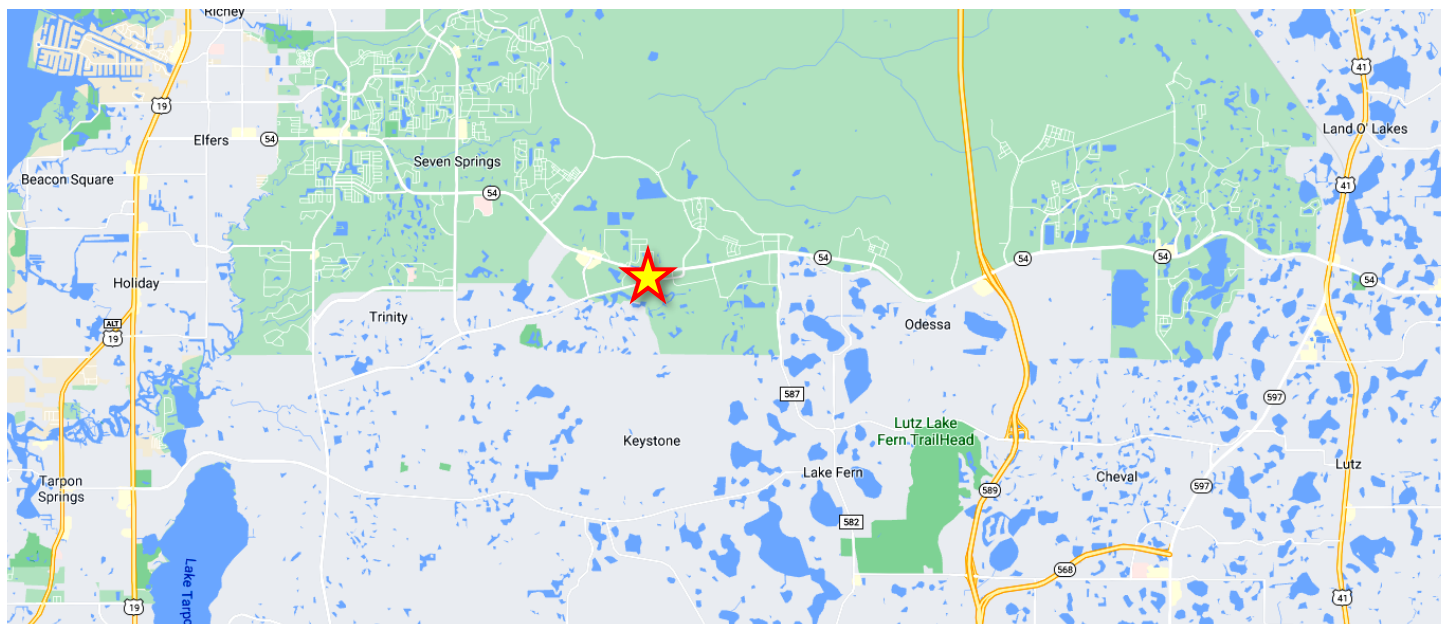 Richey
41
19
Elfers
54
Land O' Lakes
Seven Springs
Beacon Square
54
41
54
54
54
54
Holiday
ALT
19
Trinity
Odessa
587
597
Lutz Lake
Fern TrailHead
Keystone
Lake Fern
Cheval
Lutz
Tarpon
Springs
589
597
582
Lake Tarpo
568
19
41